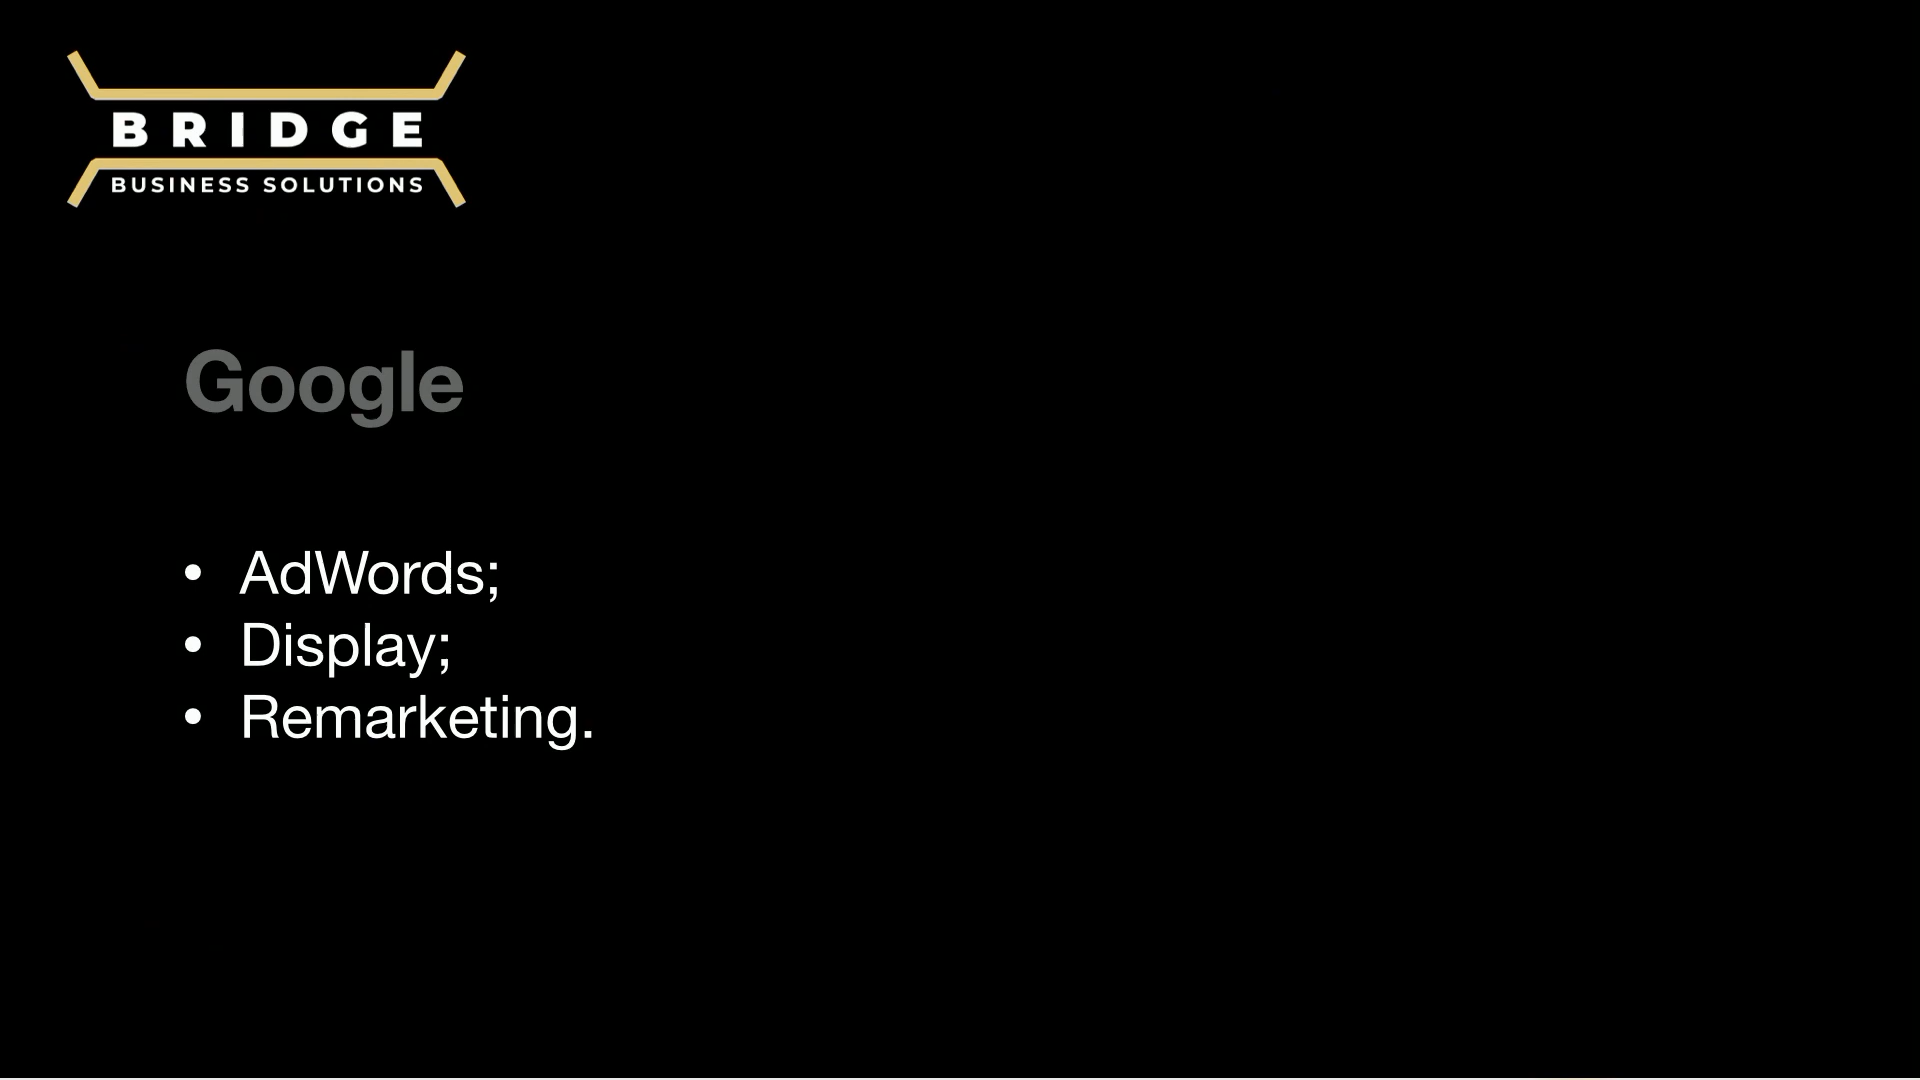 BRIDGE
BUSINESS SOLUTIONS
Google
• AdWords;
• Display;
• Remarketing.